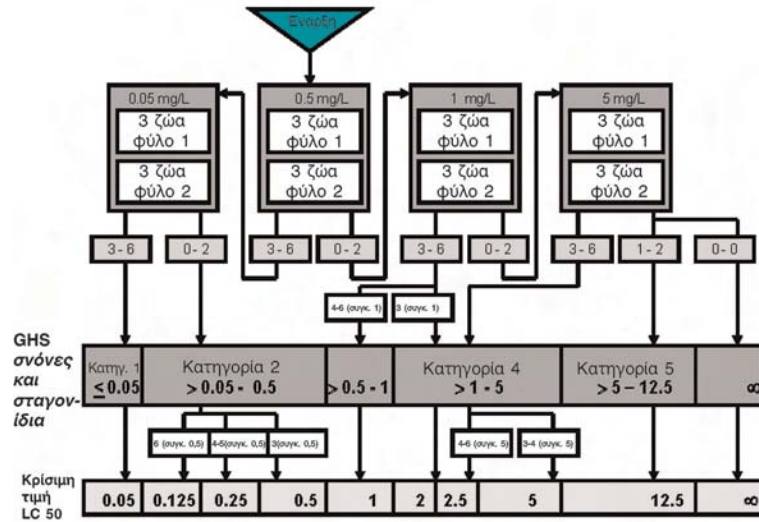 Έναρξη
0.05 mg/L
0.5 mg/L
1 mg/L
5 mg/L
3 ζώα
φύλο 1
3 ζώα
φύλο 1
3 ζώα
φύλο 1
3 ζώα
φύλο 1
3 ζώα
φύλο 2
3 ζώα
φύλο 2
3 ζώα
φύλο 2
3 ζώα
φύλο 2
3 - 6
0 - 2
3 - 6
0 - 2
3 - 6
0 - 2
3 - 6
1 - 2
0 - 0
4-6 (συγκ. 1)
3 (συγκ. 1)
GHS
σνόνες
και
σταγον-
ίδια
Κατηγ. 1
≤ 0.05
Κατηγορία 2
> 0.05 - 0.5
> 0.5 - 1
Κατηγορία 4
> 1 - 5
Κατηγορία 5
> 5 – 12.5
∞
6 (συγκ. 0,5)
4-5(συγκ. 0,5)
3(συγκ. 0,5)
4-6 (συγκ. 5)
3-4 (συγκ. 5)
Κρίσιμη
τιμή
LC 50
0.05
0.125
0.25
0.5
1
2
2.5
5
12.5
∞